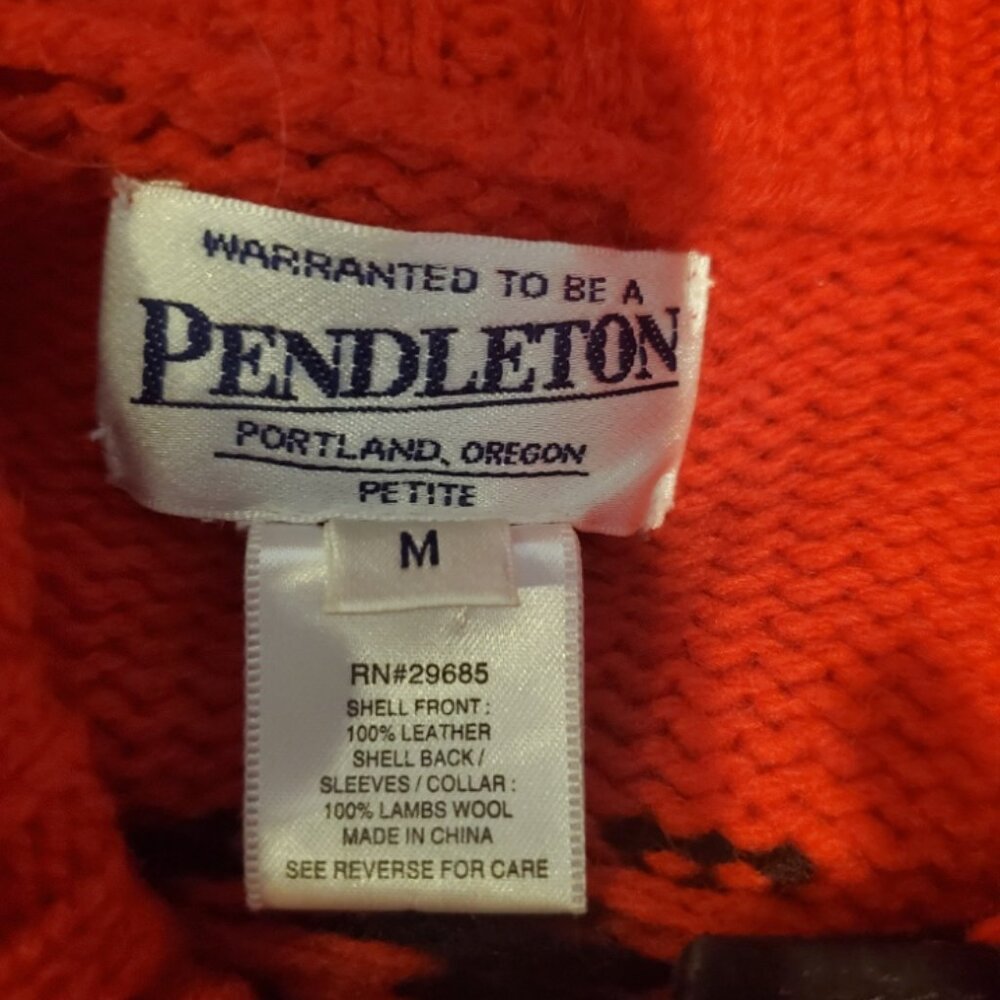 WARRANTED TO BE A
PENDLETON
PORTLAND, OREGON
PETITE
M
RN#29685
SHELL FRONT :
100% LEATHER
SHELL BACK /
SLEEVES / COLLAR :
100% LAMBS WOOL
MADE IN CHINA
SEE REVERSE FOR CARE